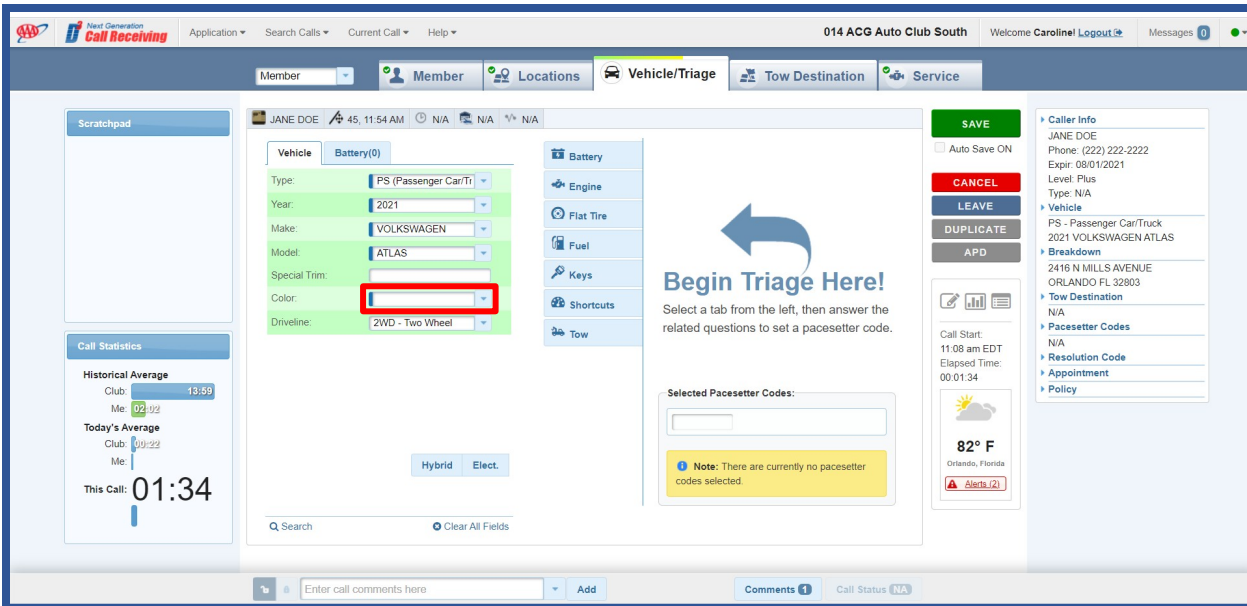 AAA
D³ Next Generation Call Receiving
Application
Search Calls
Current Call
Help
014 ACG Auto Club South
Welcome Caroline! Logout
Messages 0
Member
Member
Locations
Vehicle/Triage
Tow Destination
Service
Scratchpad
JANE DOE 45, 11:54 AM N/A N/A N/A
Vehicle
Battery(0)
Type: PS (Passenger Car/Tr
Year: 2021
Make: VOLKSWAGEN
Model: ATLAS
Special Trim:
Color:
Driveline: 2WD - Two Wheel
Hybrid
Elect.
Search
Clear All Fields
Battery
Engine
Flat Tire
Fuel
Keys
Shortcuts
Tow
Begin Triage Here!
Select a tab from the left, then answer the
related questions to set a pacesetter code.
Selected Pacesetter Codes:
Note: There are currently no pacesetter
codes selected.
SAVE
Auto Save ON
CANCEL
LEAVE
DUPLICATE
APD
Call Start:
11:08 am EDT
Elapsed Time:
00:01:34
82° F
Orlando, Florida
Alerts (2)
Caller Info
JANE DOE
Phone: (222) 222-2222
Expir: 08/01/2021
Level: Plus
Type: N/A
Vehicle
PS - Passenger Car/Truck
2021 VOLKSWAGEN ATLAS
Breakdown
2416 N MILLS AVENUE
ORLANDO FL 32803
Tow Destination
N/A
Pacesetter Codes
N/A
Resolution Code
Appointment
Policy
Call Statistics
Historical Average
Club: 13:59
Me: 02:02
Today's Average
Club: 00:22
Me:
This Call: 01:34
Enter call comments here
Add
Comments 1
Call Status NA